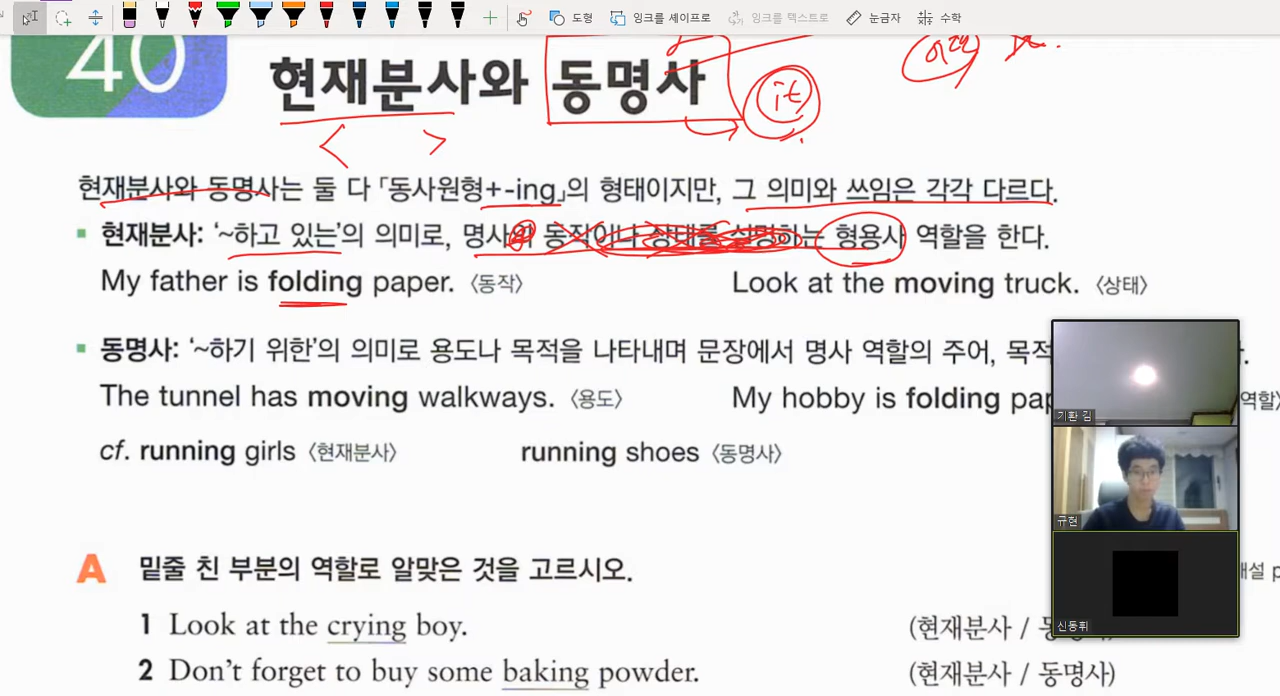 도형 잉크를 셰이프로 잉크를 텍스트로 눈금자 수학
40 현재분사와 동명사
it
현재분사와 동명사는 둘 다 「동사원형+-ing」의 형태이지만, 그 의미와 쓰임은 각각 다르다.
▪ 현재분사: '~하고 있는'의 의미로, 명사의 동작이나 상태를 설명하는 형용사 역할을 한다.
My father is folding paper. 〈동작〉 Look at the moving truck. 〈상태〉
▪ 동명사: '~하기 위한'의 의미로 용도나 목적을 나타내며 문장에서 명사 역할의 주어, 목적
The tunnel has moving walkways. 〈용도〉 My hobby is folding pap 역할〉
기환 김
cf. running girls 〈현재분사〉 running shoes 〈동명사〉
규현
A 밑줄 친 부분의 역할로 알맞은 것을 고르시오.
1 Look at the crying boy. (현재분사 / 동명사)
신동휘
2 Don't forget to buy some baking powder. (현재분사 / 동명사)